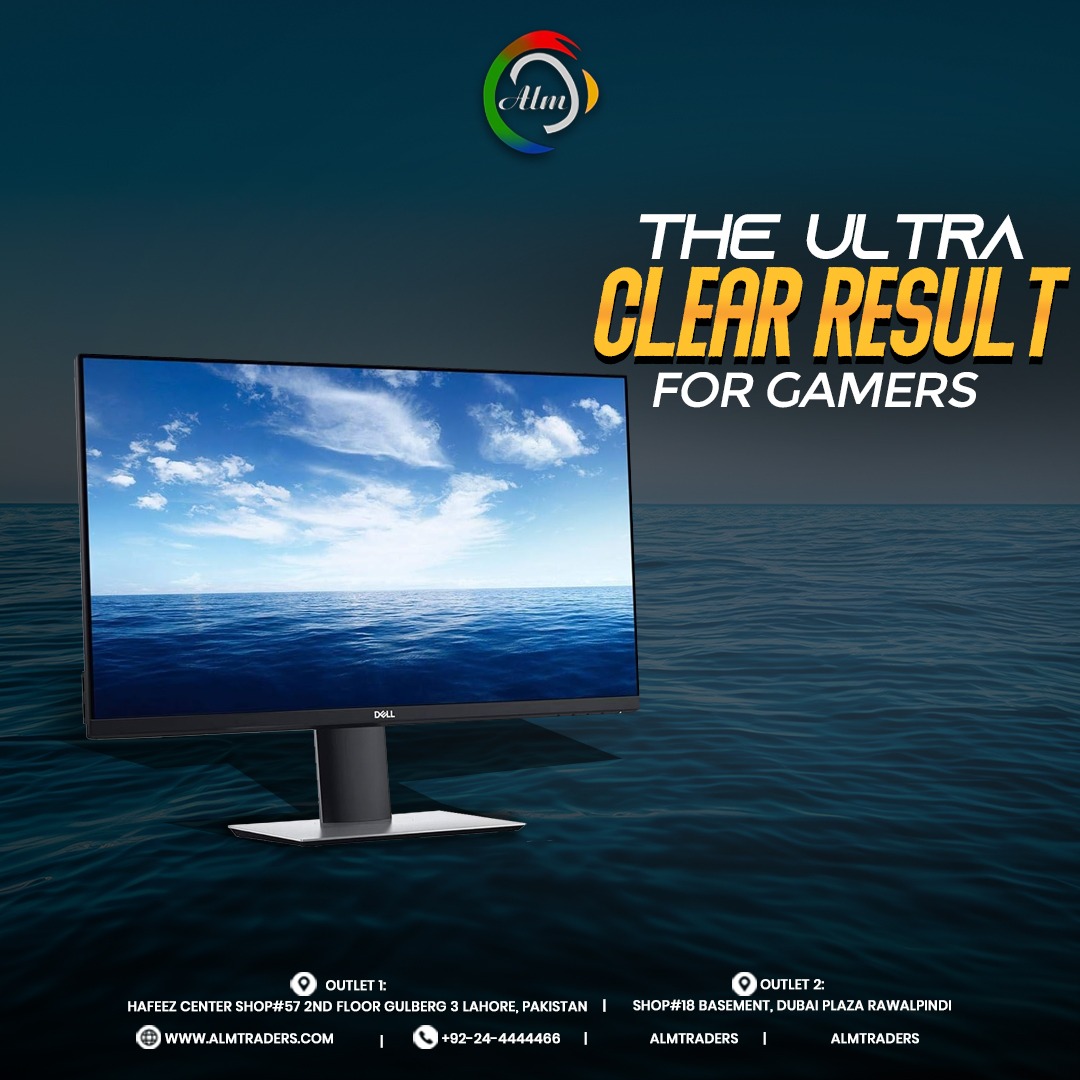 Alm
THE ULTRA
CLEAR RESULT
FOR GAMERS
DELL
OUTLET 1:
HAFEEZ CENTER SHOP#57 2ND FLOOR GULBERG 3 LAHORE, PAKISTAN |
OUTLET 2:
SHOP#18 BASEMENT, DUBAI PLAZA RAWALPINDI
WWW.ALMTRADERS.COM | +92-24-4444466 | ALMTRADERS | ALMTRADERS